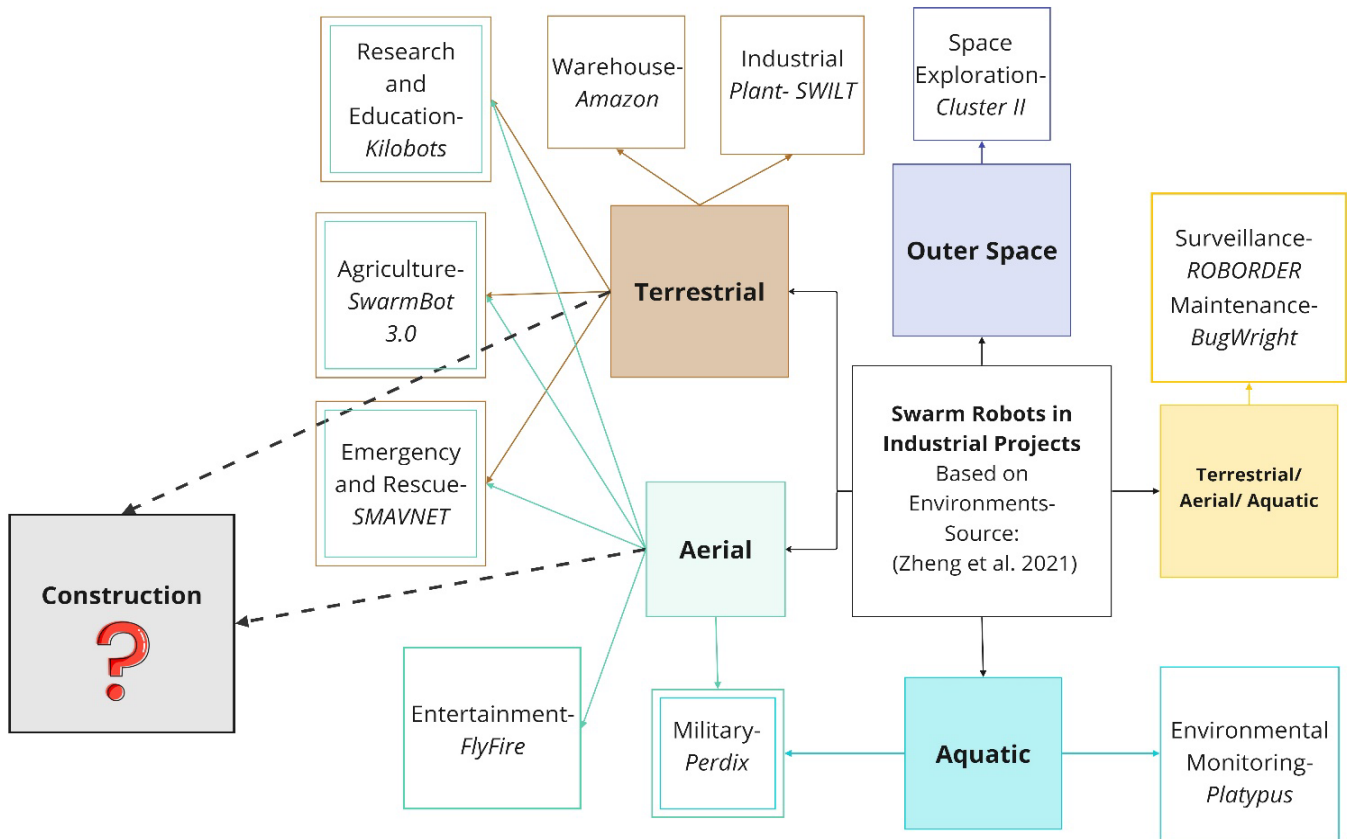 Research
and
Education-
Kilobots
Warehouse-
Amazon
Industrial
Plant- SWILT
Space
Exploration-
Cluster II
Agriculture-
SwarmBot
3.0
Terrestrial
Outer Space
Surveillance-
ROBORDER
Maintenance-
BugWright
Emergency
and Rescue-
SMAVNET
Swarm Robots in
Industrial Projects
Based on
Environments-
Source:
(Zheng et al. 2021)
Terrestrial/
Aerial/ Aquatic
Construction
?
Aerial
Entertainment-
FlyFire
Military-
Perdix
Aquatic
Environmental
Monitoring-
Platypus